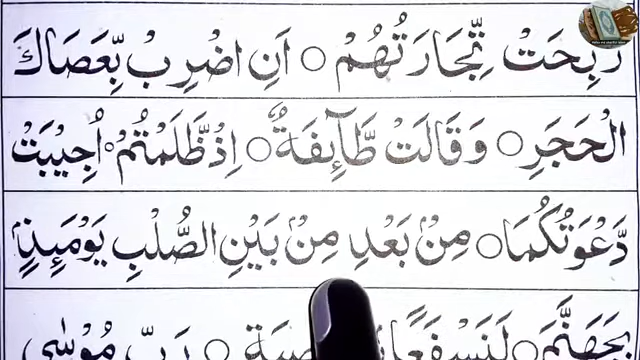 رَبِحَتْ تِّجَارَتُهُمْ ○ اَنِ اضْرِبْ بِّعَصَاكَ
الْحَجَرِ ○ وَقَالَتْ طَّآئِفَةٌ ○ اِذْ ظَّلَمْتُمْ ○ اُجِيْبَتْ
دَّعْوَتُكُمَا ○ مِنْۢ بَعْدِ مِنْۢ بَيْنِ الصُّلْبِ يَوْمَئِذٍۭ
بِجَهَنَّمَ ○ لَنَسْفَعًۢا ○ رَبِّ مُوْسٰى